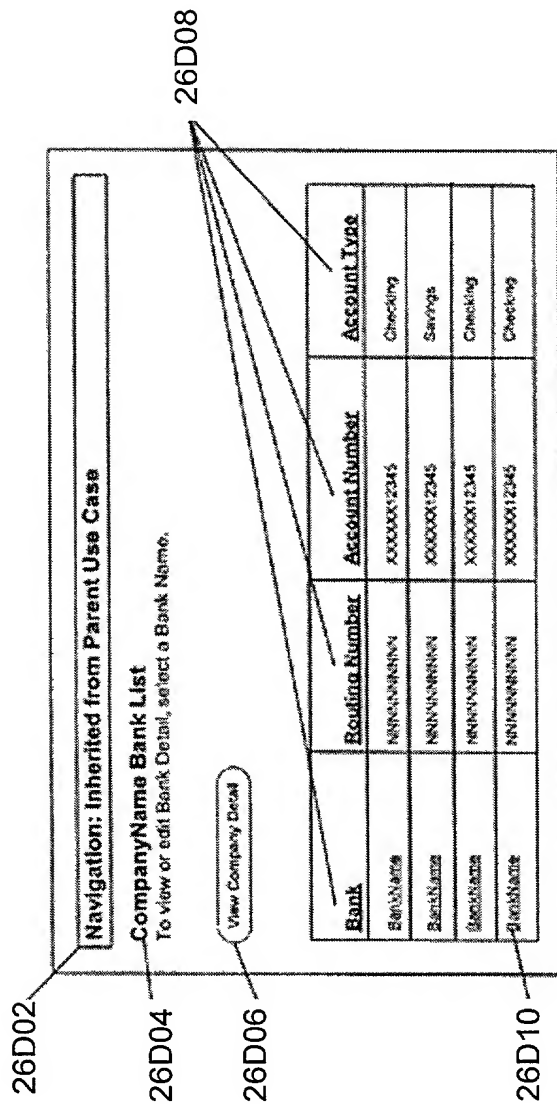 26D08
26D02
Navigation: Inherited from Parent Use Case
26D04
CompanyName Bank List
To view or edit Bank Detail, select a Bank Name.
26D06
View Company Detail
Bank Routing Number Account Number Account Type
BankName NNNNNNNNN XXXXXX12345 Checking
BankName NNNNNNNNN XXXXXX12345 Savings
BankName NNNNNNNNN XXXXXX12345 Checking
BankName NNNNNNNNN XXXXXX12345 Checking
26D10